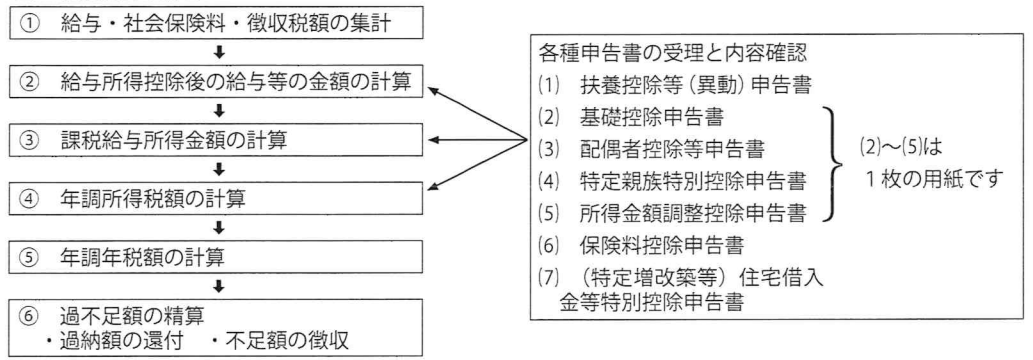 ① 給与・社会保険料・徴収税額の集計
② 給与所得控除後の給与等の金額の計算
③ 課税給与所得金額の計算
④ 年調所得税額の計算
⑤ 年調年税額の計算
⑥ 過不足額の精算
・過納額の還付 ・不足額の徴収
各種申告書の受理と内容確認
(1) 扶養控除等（異動）申告書
(2) 基礎控除申告書
(3) 配偶者控除等申告書
(4) 特定親族特別控除申告書
(5) 所得金額調整控除申告書
(6) 保険料控除申告書
(7) （特定増改築等）住宅借入
金等特別控除申告書
(2)～(5)は
１枚の用紙です